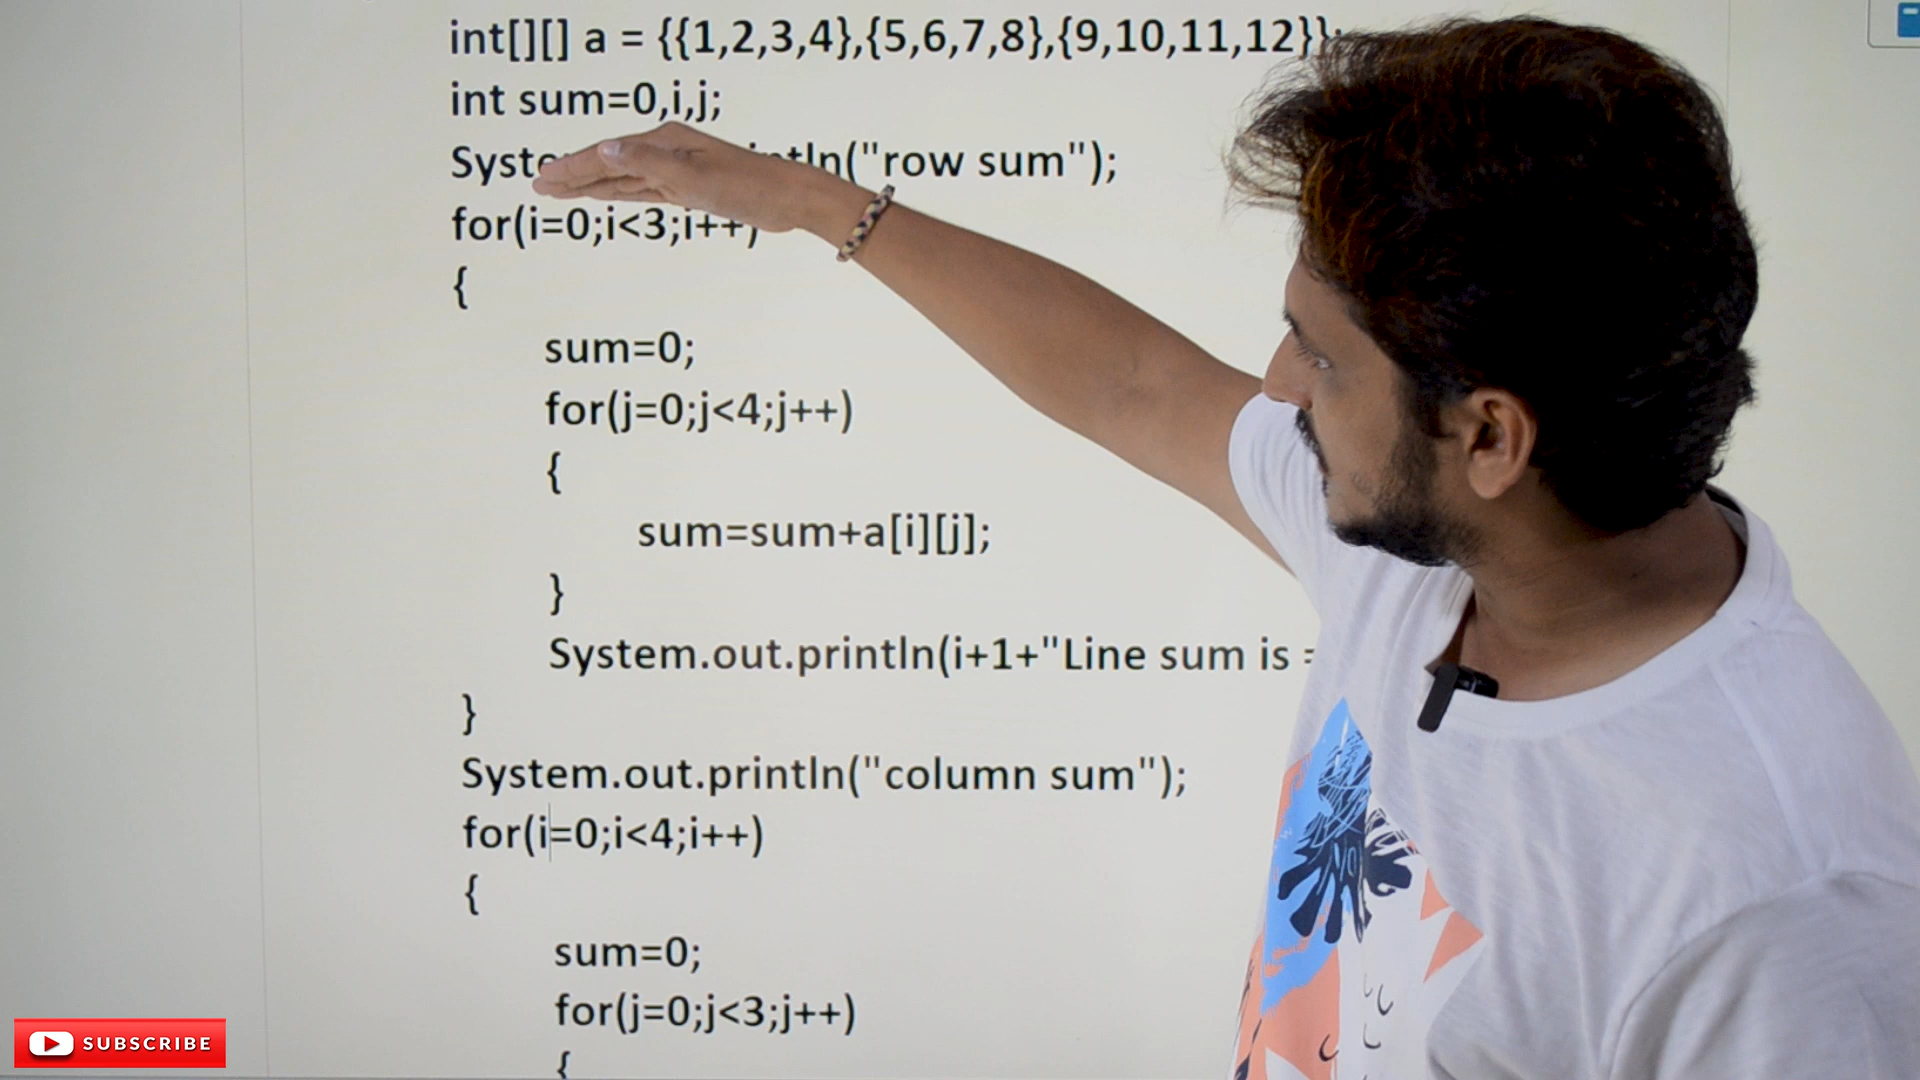 int[][] a = {{1,2,3,4},{5,6,7,8},{9,10,11,12}};
int sum=0,i,j;
println("row sum");
for(i=0;i<3;i++)
{
sum=0;
for(j=0;j<4;j++)
{
sum=sum+a[i][j];
}
System.out.println(i+1+"Line sum is =
}
System.out.println("column sum");
for(i=0;i<4;i++)
{
sum=0;
for(j=0;j<3;j++)
{
SUBSCRIBE